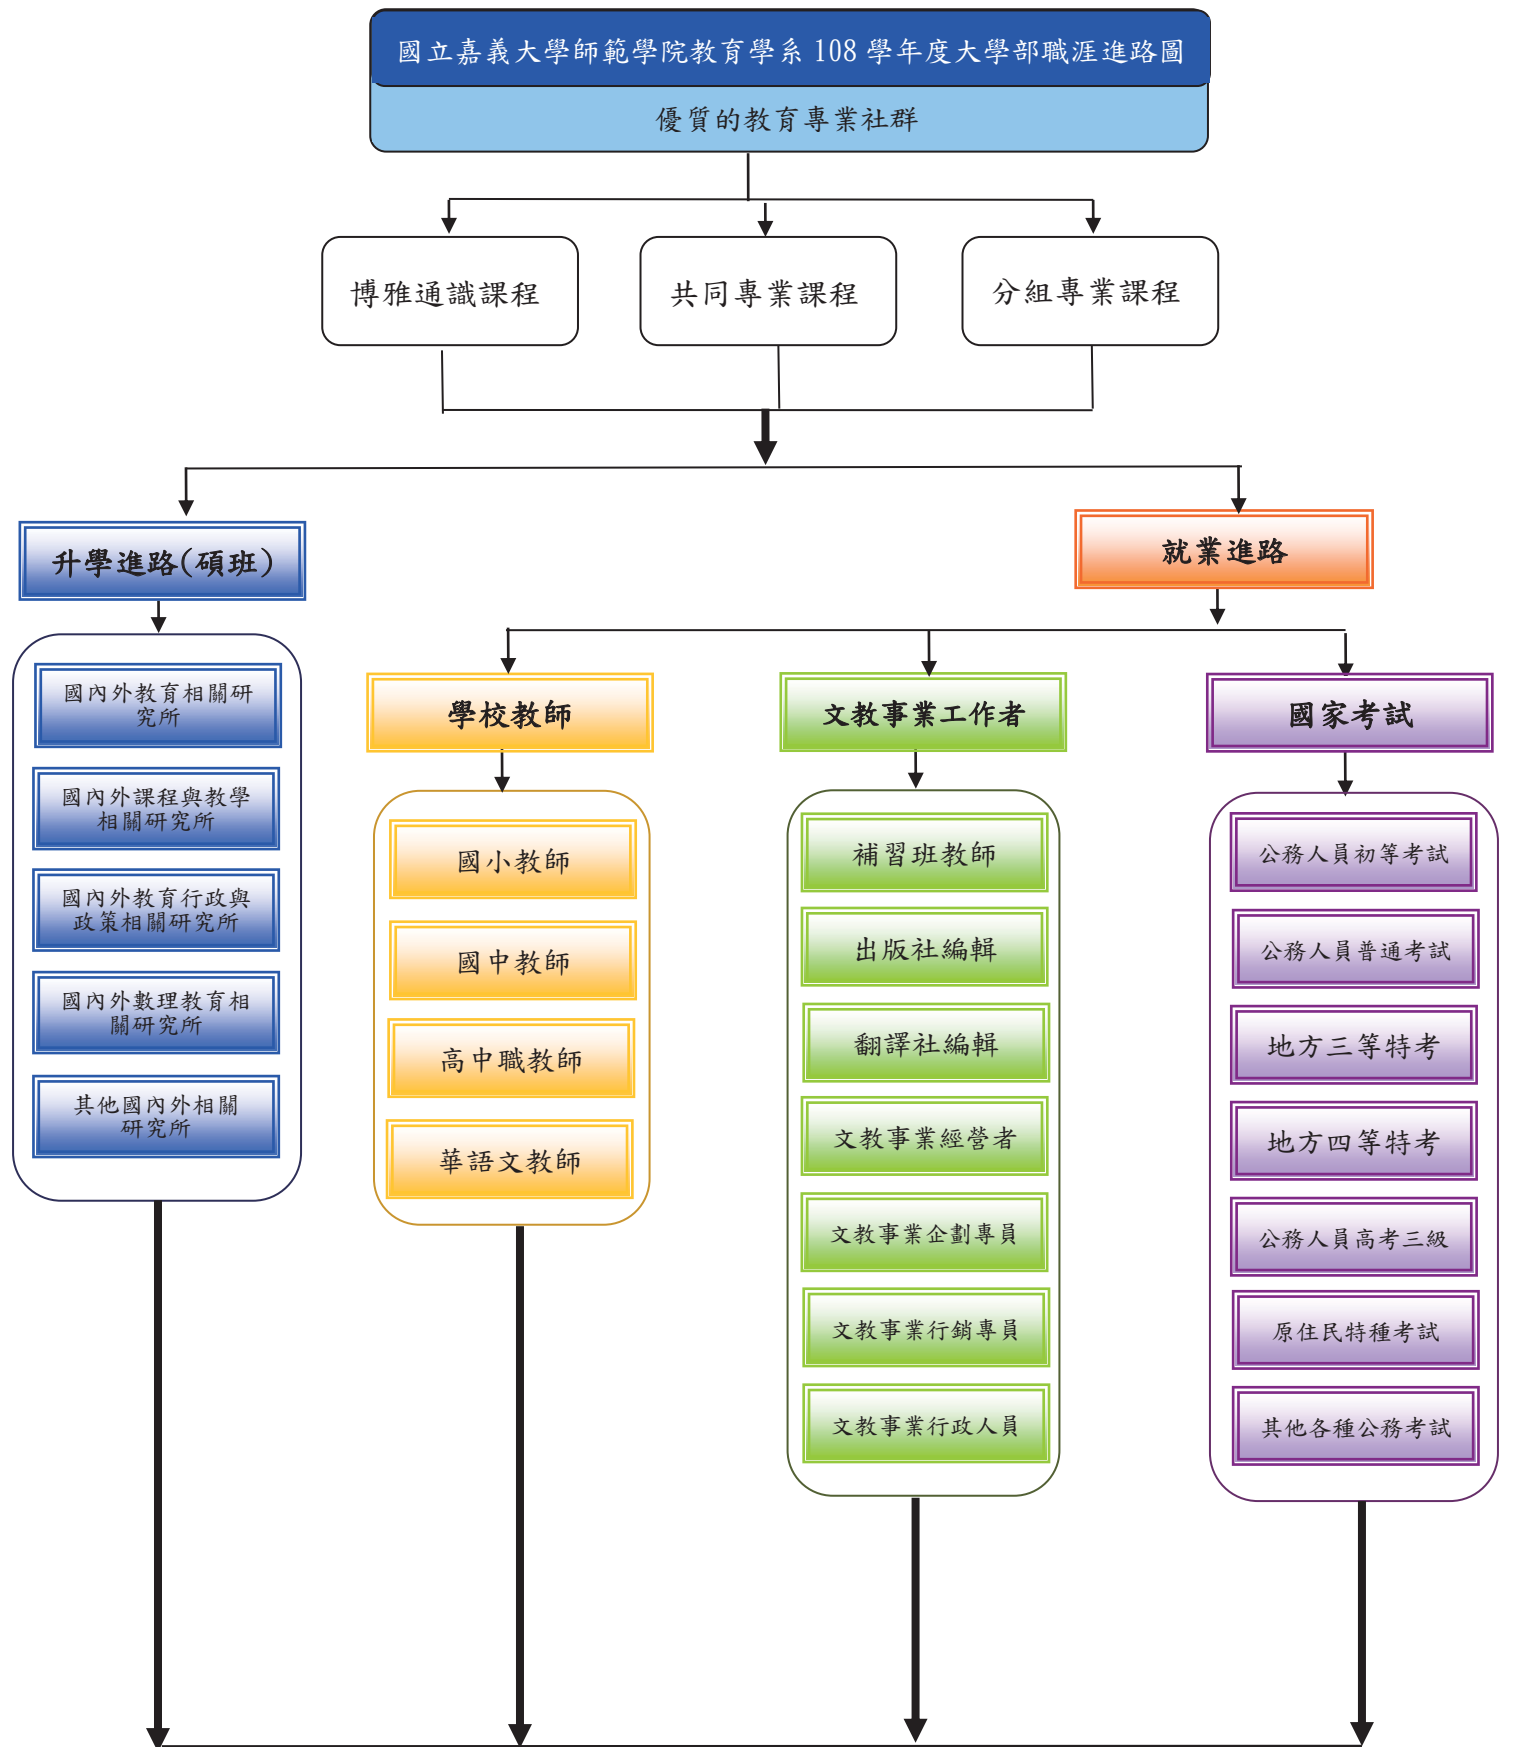 國立嘉義大學師範學院教育學系 108 學年度大學部職涯進路圖
優質的教育專業社群
博雅通識課程
共同專業課程
分組專業課程
升學進路(碩班)
就業進路
國內外教育相關研
究所
國內外課程與教學
相關研究所
國內外教育行政與
政策相關研究所
國內外數理教育相
關研究所
其他國內外相關
研究所
學校教師
國小教師
國中教師
高中職教師
華語文教師
文教事業工作者
補習班教師
出版社編輯
翻譯社編輯
文教事業經營者
文教事業企劃專員
文教事業行銷專員
文教事業行政人員
國家考試
公務人員初等考試
公務人員普通考試
地方三等特考
地方四等特考
公務人員高考三級
原住民特種考試
其他各種公務考試